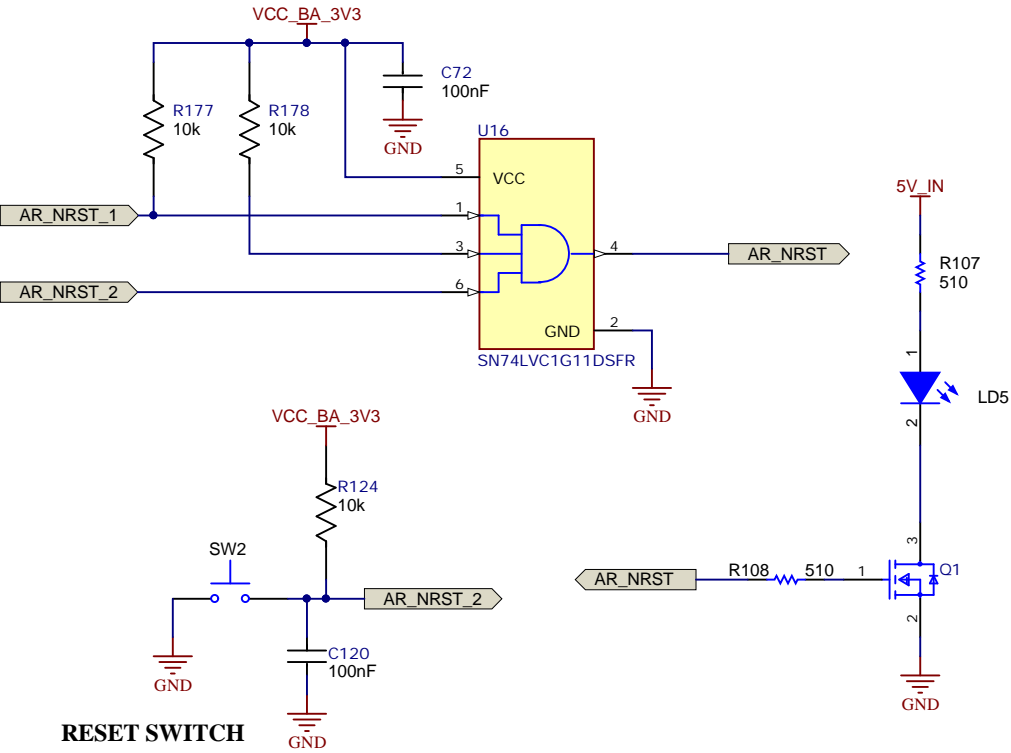 VCC_BA_3V3
C72
100nF
R177
10k
R178
10k
GND
U16
5
VCC
5V_IN
AR_NRST_1
1
3
4
AR_NRST
AR_NRST_2
6
R107
510
2
GND
SN74LVC1G11DSFR
1
GND
LD5
2
VCC_BA_3V3
R124
10k
SW2
3
AR_NRST
R108
510
1
Q1
AR_NRST_2
2
C120
100nF
GND
GND
RESET SWITCH
GND